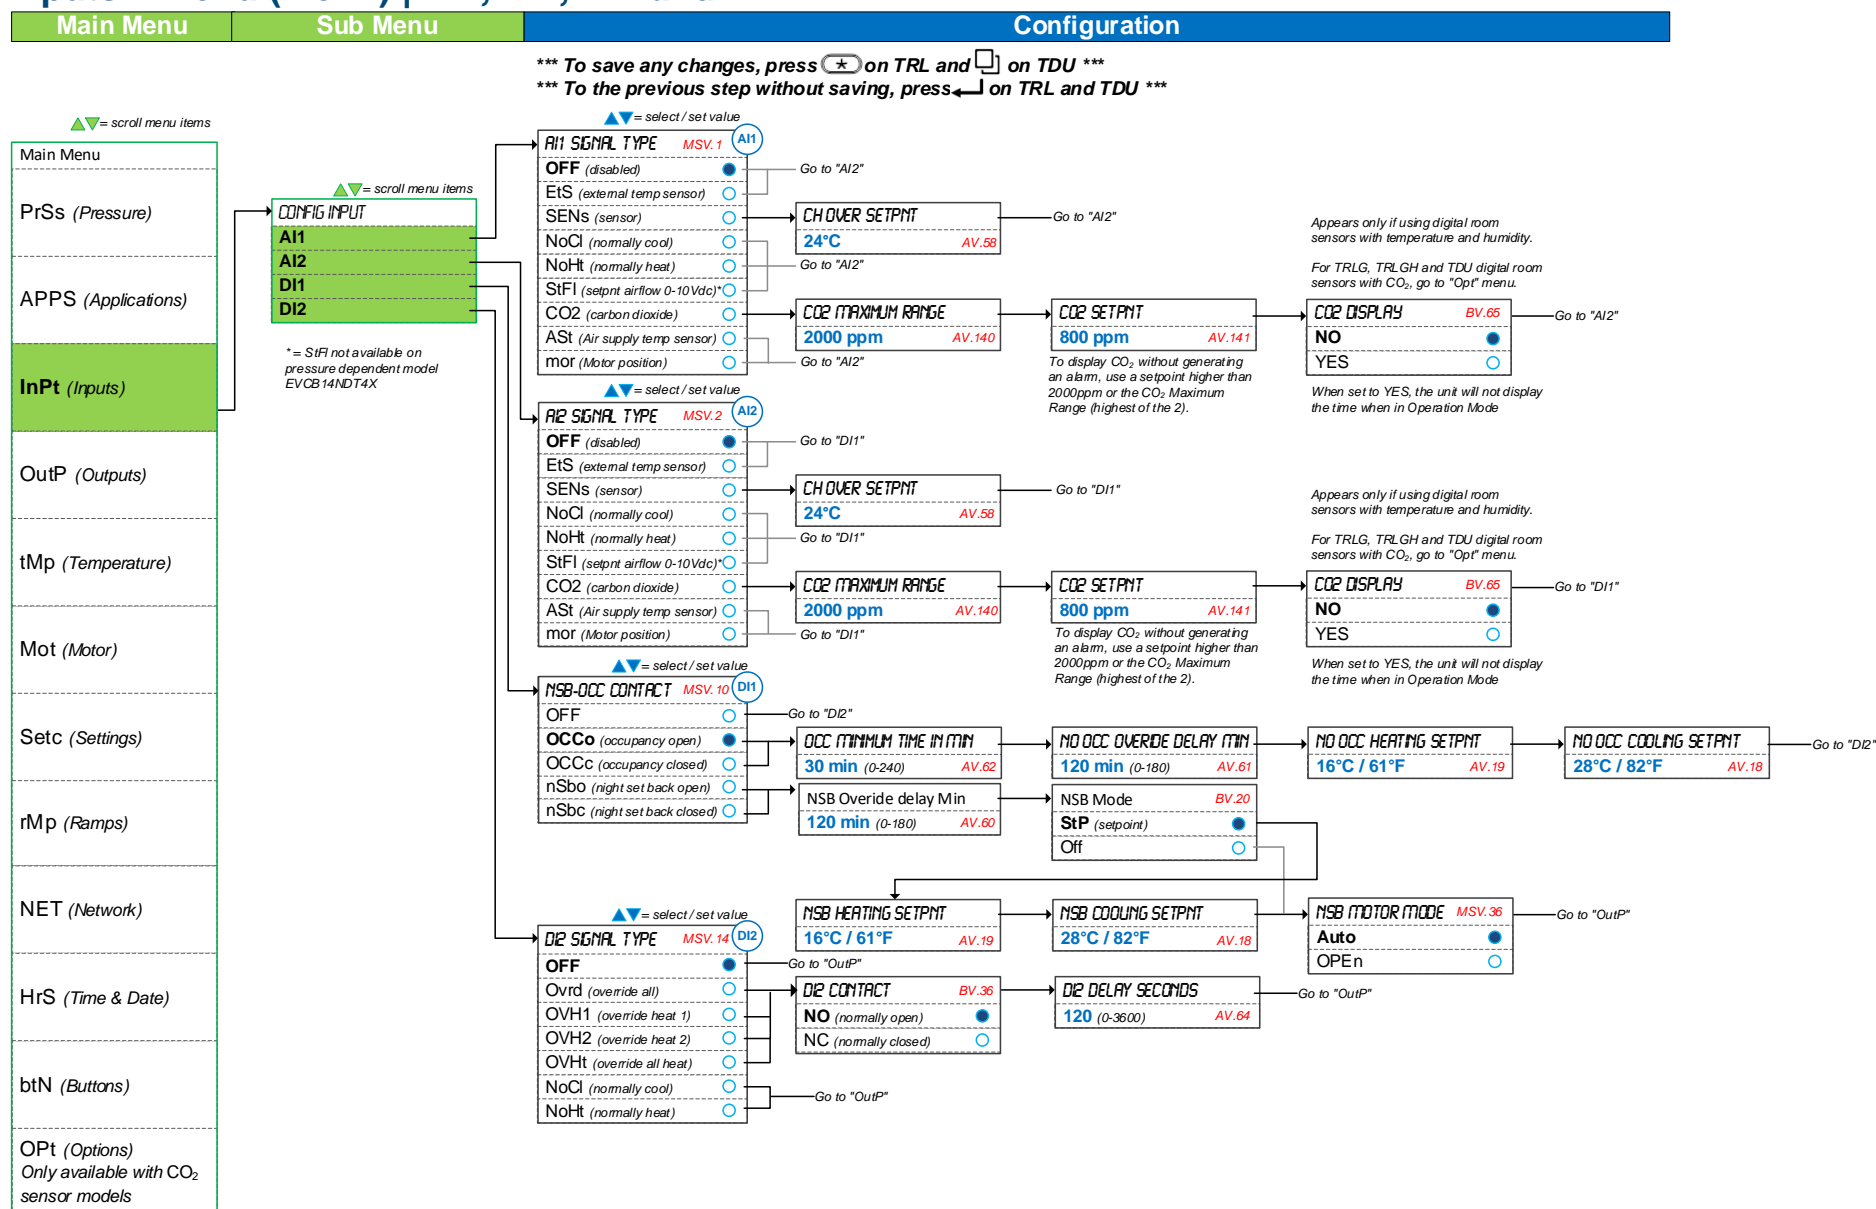 Main Menu
Sub Menu
Configuration
*** To save any changes, press * on TRL and on TDU ***
*** To the previous step without saving, press on TRL and TDU ***
▲▼= scroll menu items
Main Menu
PrSs (Pressure)
APPS (Applications)
InPt (Inputs)
OutP (Outputs)
tMp (Temperature)
Mot (Motor)
Setc (Settings)
rMp (Ramps)
NET (Network)
HrS (Time & Date)
btN (Buttons)
OPt (Options)
Only available with CO₂
sensor models
▲▼= scroll menu items
CONFIG INPUT
AI1
AI2
DI1
DI2
* = StFl not available on
pressure dependent model
EVCB14NDT4X
▲▼= select / set value
AI1 SIGNAL TYPE MSV.1 AI1
OFF (disabled)
EtS (external temp sensor)
SENs (sensor)
NoCl (normally cool)
NoHt (normally heat)
StFl (setpnt airflow 0-10Vdc)*
CO2 (carbon dioxide)
ASt (Air supply temp sensor)
mor (Motor position)
Go to "AI2"
CH OVER SETPNT
24°C AV.58
Go to "AI2"
Go to "AI2"
CO2 MAXIMUM RANGE
2000 ppm AV.140
Go to "AI2"
CO2 SETPNT
800 ppm AV.141
To display CO₂ without generating
an alarm, use a setpoint higher than
2000ppm or the CO₂ Maximum
Range (highest of the 2).
Appears only if using digital room
sensors with temperature and humidity.
For TRLG, TRLGH and TDU digital room
sensors with CO₂, go to "Opt" menu.
CO2 DISPLAY BV.65
NO
YES
Go to "AI2"
When set to YES, the unit will not display
the time when in Operation Mode
▲▼= select / set value
AI2 SIGNAL TYPE MSV.2 AI2
OFF (disabled)
EtS (external temp sensor)
SENs (sensor)
NoCl (normally cool)
NoHt (normally heat)
StFl (setpnt airflow 0-10Vdc)*
CO2 (carbon dioxide)
ASt (Air supply temp sensor)
mor (Motor position)
Go to "DI1"
CH OVER SETPNT
24°C AV.58
Go to "DI1"
Go to "DI1"
CO2 MAXIMUM RANGE
2000 ppm AV.140
Go to "DI1"
CO2 SETPNT
800 ppm AV.141
To display CO₂ without generating
an alarm, use a setpoint higher than
2000ppm or the CO₂ Maximum
Range (highest of the 2).
Appears only if using digital room
sensors with temperature and humidity.
For TRLG, TRLGH and TDU digital room
sensors with CO₂, go to "Opt" menu.
CO2 DISPLAY BV.65
NO
YES
Go to "DI1"
When set to YES, the unit will not display
the time when in Operation Mode
▲▼= select / set value
NSB-OCC CONTACT MSV.10 DI1
OFF
OCCo (occupancy open)
OCCc (occupancy closed)
nSbo (night set back open)
nSbc (night set back closed)
Go to "DI2"
OCC MINIMUM TIME IN MIN
30 min (0-240) AV.62
NO OCC OVERIDE DELAY MIN
120 min (0-180) AV.61
NO OCC HEATING SETPNT
16°C / 61°F AV.19
NO OCC COOLING SETPNT
28°C / 82°F AV.18
Go to "DI2"
NSB Overide delay Min
120 min (0-180) AV.60
NSB Mode BV.20
StP (setpoint)
Off
NSB HEATING SETPNT
16°C / 61°F AV.19
NSB COOLING SETPNT
28°C / 82°F AV.18
NSB MOTOR MODE MSV.36
Auto
OPEn
Go to "OutP"
▲▼= select / set value
DI2 SIGNAL TYPE MSV.14 DI2
OFF
Ovrd (override all)
OVH1 (override heat 1)
OVH2 (override heat 2)
OVHt (override all heat)
NoCl (normally cool)
NoHt (normally heat)
Go to "OutP"
DI2 CONTACT BV.36
NO (normally open)
NC (normally closed)
DI2 DELAY SECONDS
120 (0-3600) AV.64
Go to "OutP"
Go to "OutP"